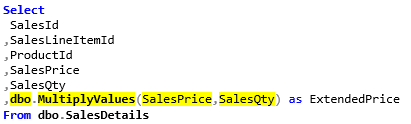 Select
SalesId
,SalesLineItemId
,ProductId
,SalesPrice
,SalesQty
,dbo.MultiplyValues(SalesPrice,SalesQty) as ExtendedPrice
From dbo.SalesDetails